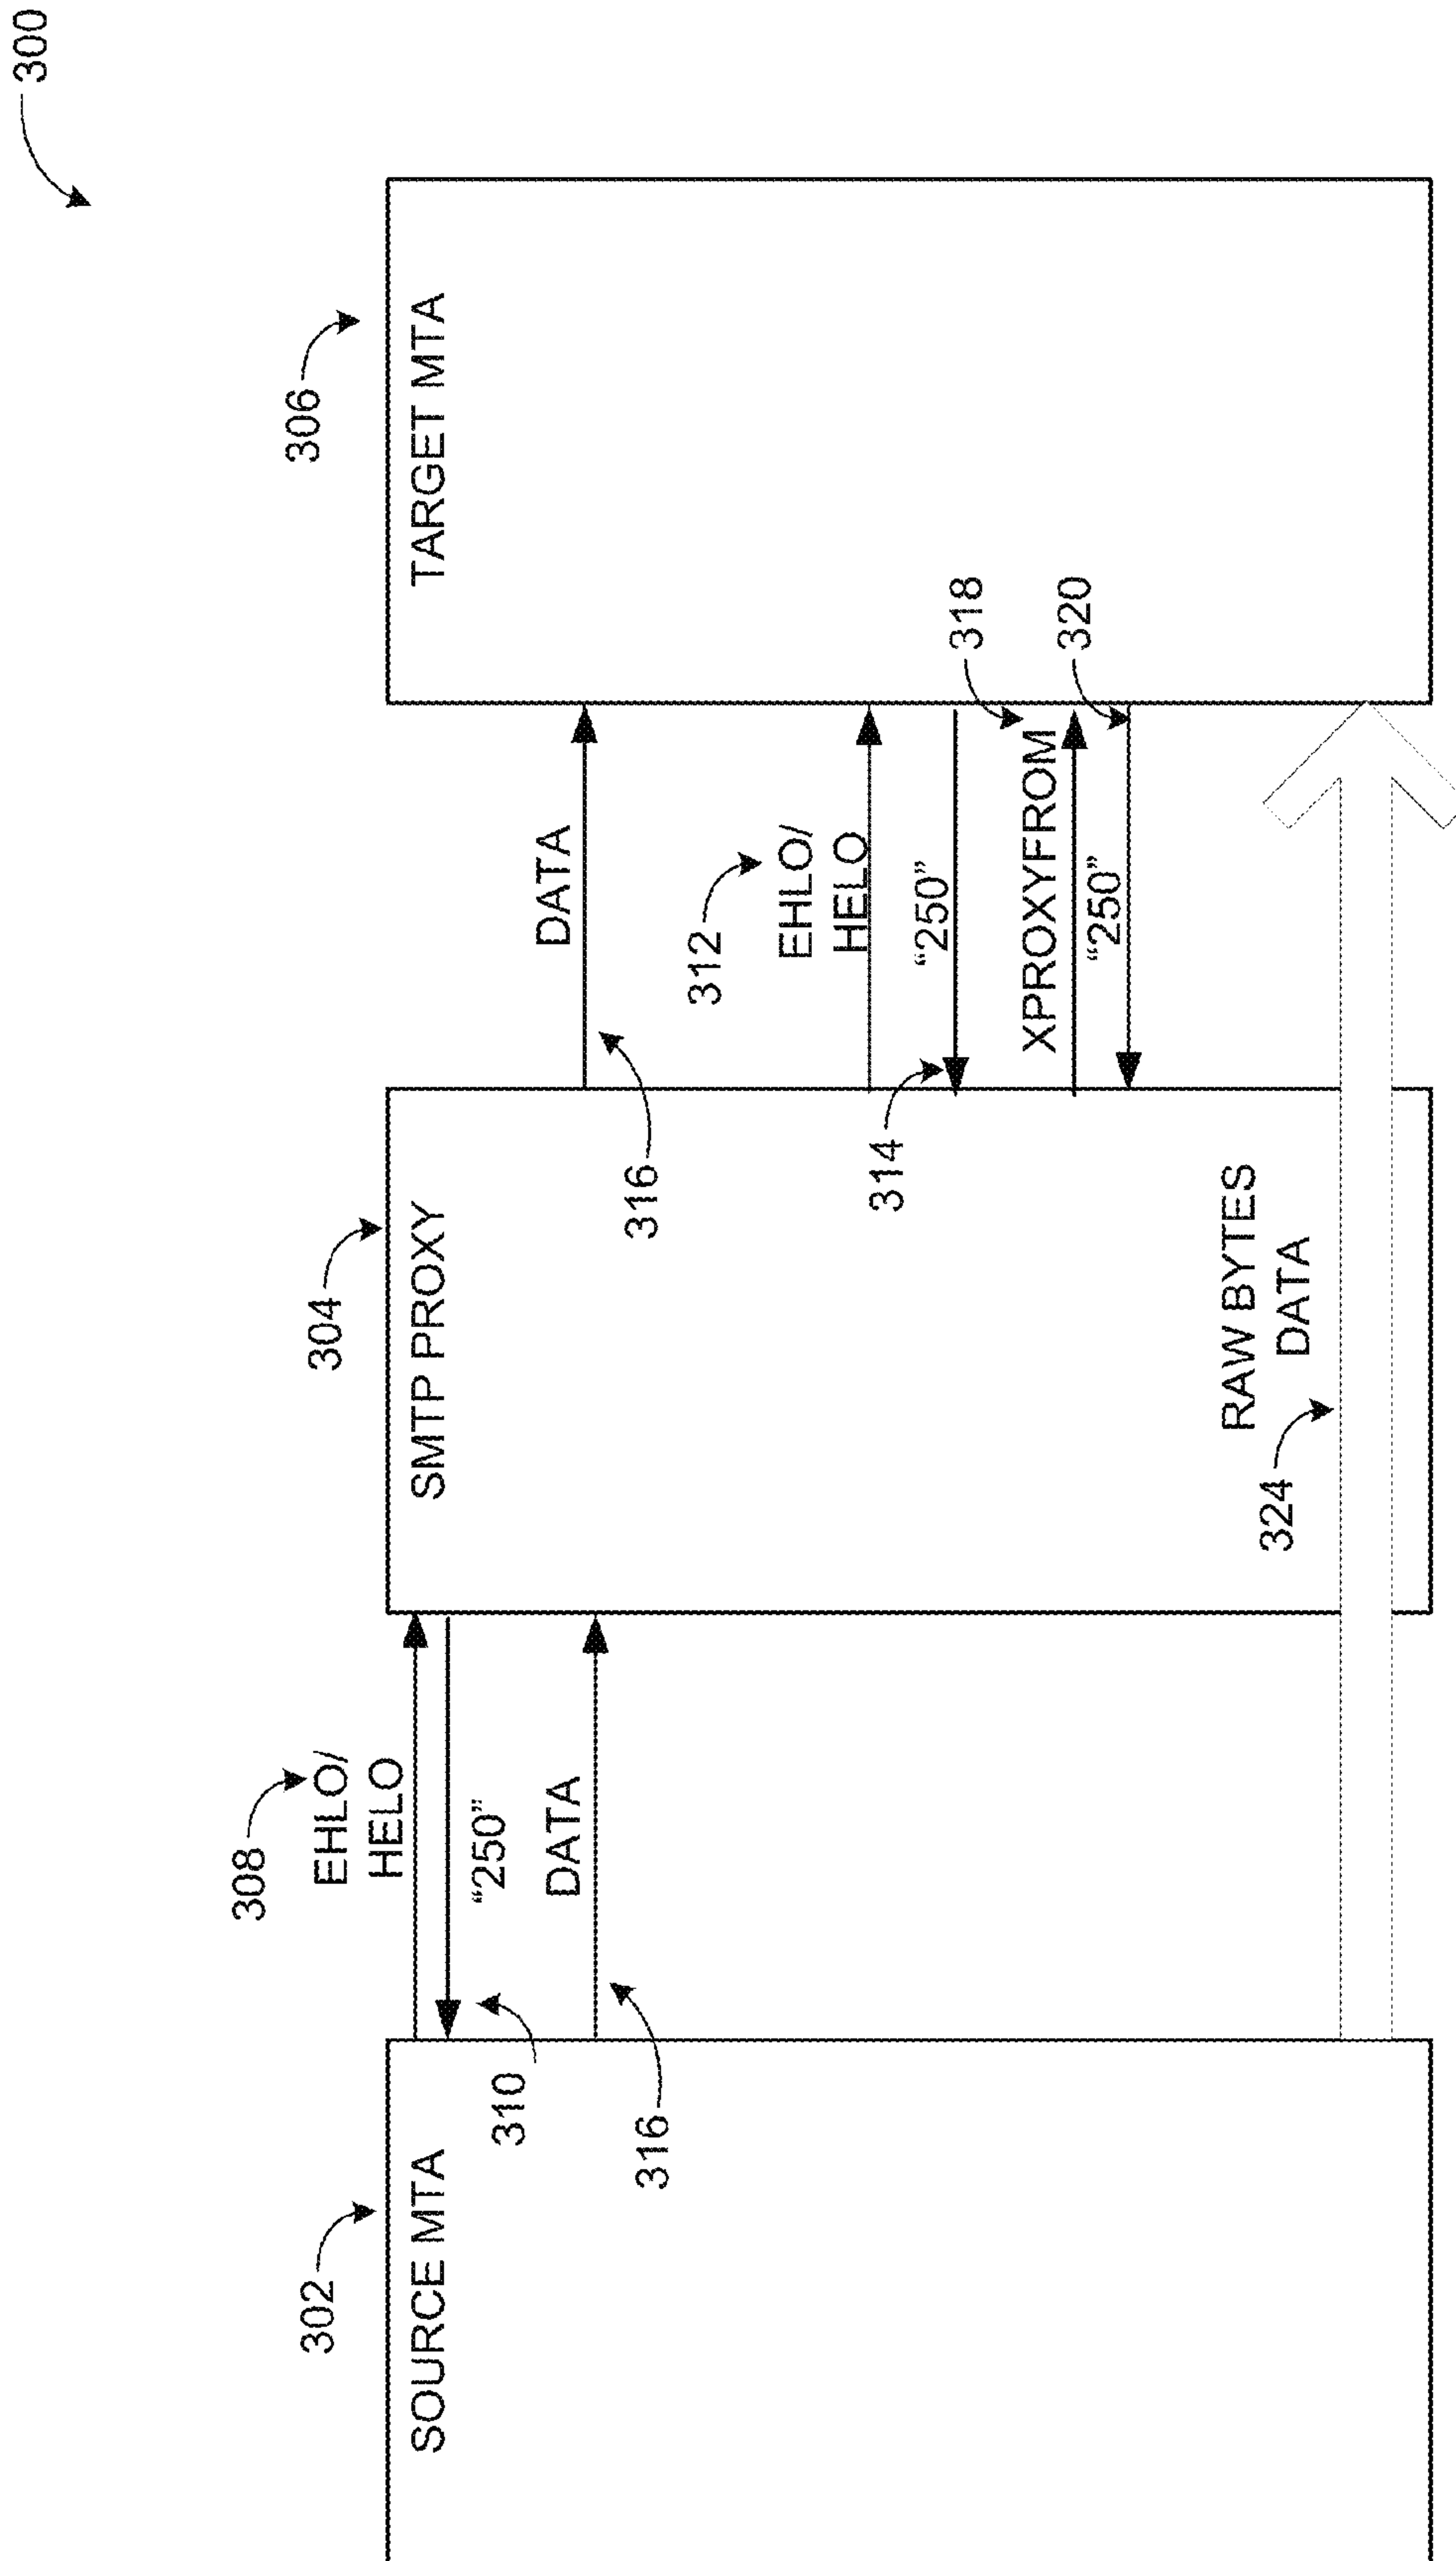 300
302
304
306
SOURCE MTA
SMTP PROXY
TARGET MTA
308
EHLO/
HELO
310
“250”
DATA
316
DATA
316
312
EHLO/
HELO
314
“250”
318
XPROXYFROM
320
“250”
RAW BYTES
DATA
324